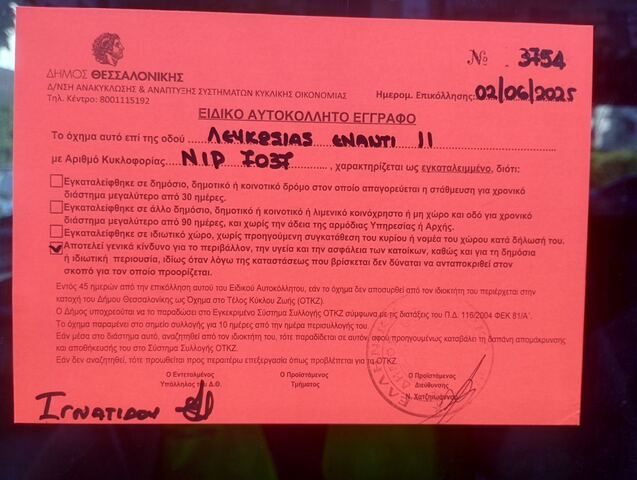 Nº 3754
ΔΗΜΟΣ ΘΕΣΣΑΛΟΝΙΚΗΣ
Δ/ΝΣΗ ΑΝΑΚΥΚΛΩΣΗΣ & ΑΝΑΠΤΥΞΗΣ ΣΥΣΤΗΜΑΤΩΝ ΚΥΚΛΙΚΗΣ ΟΙΚΟΝΟΜΙΑΣ
Τηλ. Κέντρο: 8001115192
Ημερομ. Επικόλλησης: 02/06/2025
ΕΙΔΙΚΟ ΑΥΤΟΚΟΛΛΗΤΟ ΕΓΓΡΑΦΟ
Το όχημα αυτό επί της οδού ΛΕΥΚΩΣΙΑΣ ΕΝΑΝΤΙ 11
με Αριθμό Κυκλοφορίας NIP , χαρακτηρίζεται ως εγκαταλειμμένο, διότι:
Εγκαταλείφθηκε σε δημόσιο, δημοτικό ή κοινοτικό δρόμο στον οποίο απαγορεύεται η στάθμευση για χρονικό
διάστημα μεγαλύτερο από 30 ημέρες.
Εγκαταλείφθηκε σε άλλο δημόσιο, δημοτικό ή κοινοτικό ή λιμενικό κοινόχρηστο ή μη χώρο και οδό για χρονικό
διάστημα μεγαλύτερο από 90 ημέρες, και χωρίς την άδεια της αρμόδιας Υπηρεσίας ή Αρχής.
Εγκαταλείφθηκε σε ιδιωτικό χώρο, χωρίς προηγούμενη συγκατάθεση του κυρίου ή νομέα του χώρου κατά δήλωσή του.
Αποτελεί γενικά κίνδυνο για το περιβάλλον, την υγεία και την ασφάλεια των κατοίκων, καθώς και για τη δημόσια
ή ιδιωτική περιουσία, ιδίως όταν λόγω της καταστάσεως που βρίσκεται δεν δύναται να ανταποκριθεί στον
σκοπό για τον οποίο προορίζεται.
Εντός 45 ημερών από την επικόλληση αυτού του Ειδικού Αυτοκόλλητου, εάν το όχημα δεν αποσυρθεί από τον ιδιοκτήτη του περιέρχεται στην
κατοχή του Δήμου Θεσσαλονίκης ως Όχημα στο Τέλος Κύκλου Ζωής (ΟΤΚΖ).
Ο Δήμος υποχρεούται να το παραδώσει στο Εγκεκριμένο Σύστημα Συλλογής ΟΤΚΖ σύμφωνα με τις διατάξεις του Π.Δ. 116/2004 ΦΕΚ 81/Α΄.
Το όχημα παραμένει στο σημείο συλλογής για 10 ημέρες από την ημέρα περισυλλογής του.
Εάν μέσα στο διάστημα αυτό, αναζητηθεί από τον ιδιοκτήτη του, τότε παραδίδεται σε αυτόν, αφού προηγουμένως καταβάλει τη δαπάνη απομάκρυνσης
και αποθήκευσής του στο Σύστημα Συλλογής ΟΤΚΖ.
Εάν δεν αναζητηθεί, τότε προωθείται προς περαιτέρω επεξεργασία όπως προβλέπεται για τα ΟΤΚΖ.
Ο Εντεταλμένος
Υπάλληλος του Δ.Θ.
Ο Προϊστάμενος
Τμήματος
Ο Προϊστάμενος
Διεύθυνσης
Ν. Χατζηιωάννου
ΙΓΝΑΤΙΔΟΥ